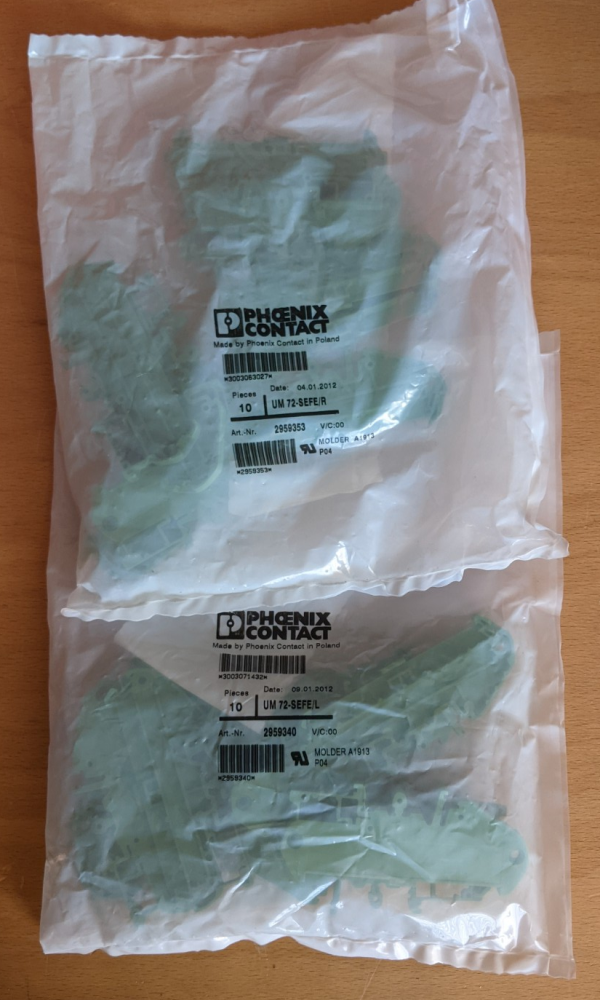 PHŒNIX
CONTACT
Made by Phoenix Contact in Poland
*3003083027*
Pieces Date: 04.01.2012
10 UM 72-SEFE/R
Art.-Nr. 2959353 V/C:00
MOLDER A1913
P04
*2959353*
PHŒNIX
CONTACT
Made by Phoenix Contact in Poland
*3003071432*
Pieces Date: 09.01.2012
10 UM 72-SEFE/L
Art.-Nr. 2959340 V/C:00
MOLDER A1913
P04
*2959340*